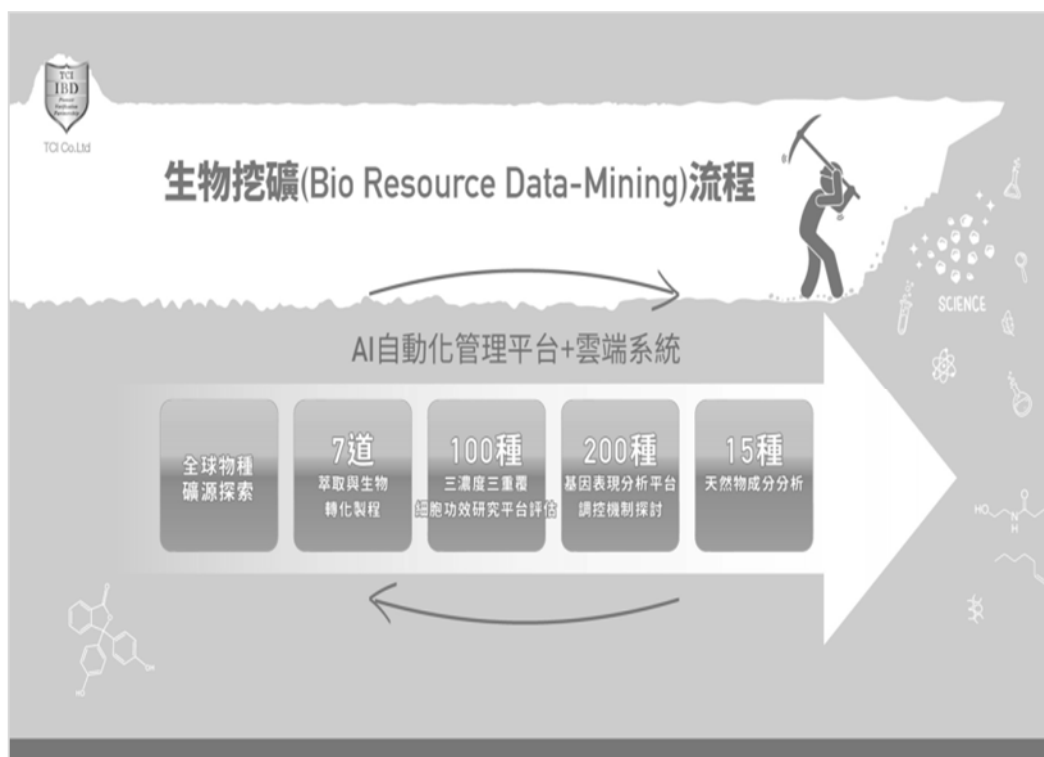 TCI
IBD
TCI Co.Ltd
生物挖礦(Bio Resource Data-Mining)流程
SCIENCE
AI自動化管理平台+雲端系統
全球物種
礦源探索
7道
萃取與生物
轉化製程
100種
三濃度三重覆
細胞功效研究平台評估
200種
基因表現分析平台
調控機制探討
15種
天然物成分分析
HO
O
N
H
O
O
OH
HO